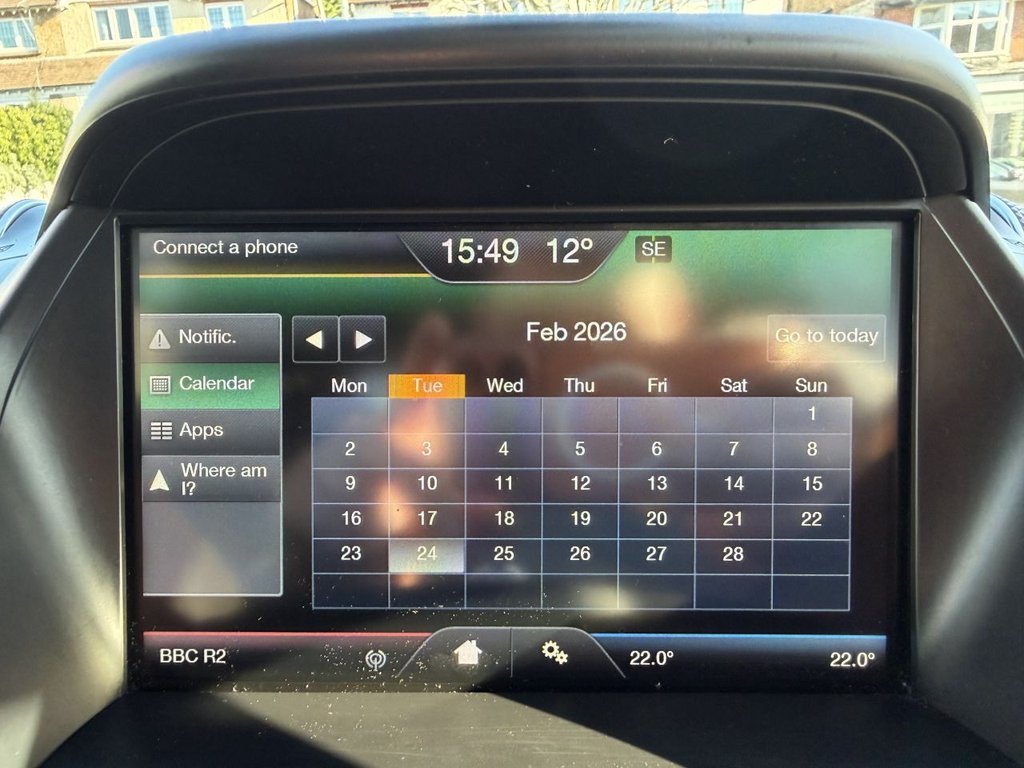 Connect a phone 15:49 12° SE
Notific.
Calendar
Apps
Where am
I?
Feb 2026 Go to today
Mon Tue Wed Thu Fri Sat Sun
1
2 3 4 5 6 7 8
9 10 11 12 13 14 15
16 17 18 19 20 21 22
23 24 25 26 27 28
BBC R2 22.0° 22.0°